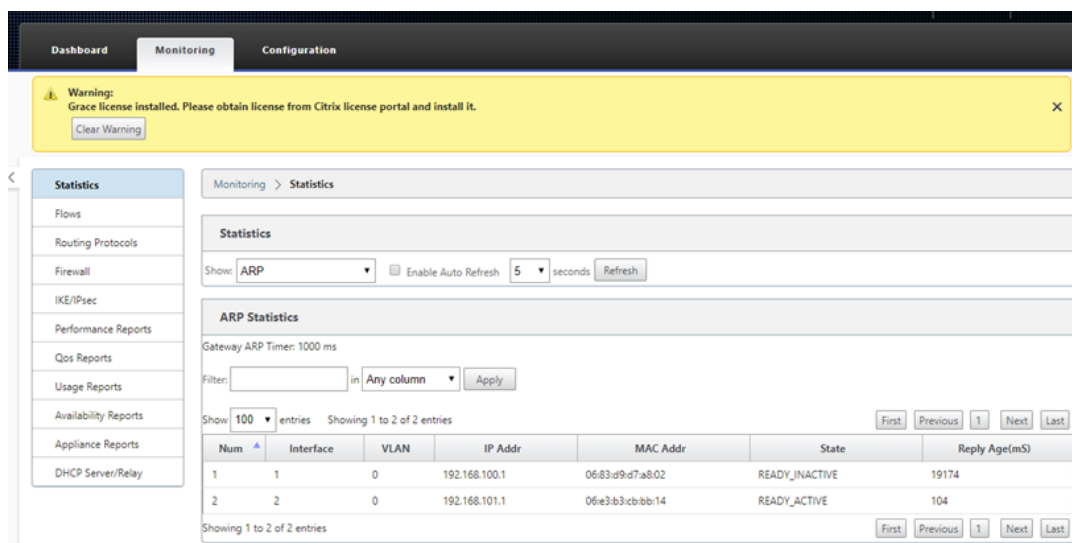 Dashboard Monitoring Configuration
Warning:
Grace license installed. Please obtain license from Citrix license portal and install it.
Clear Warning
Statistics
Flows
Routing Protocols
Firewall
IKE/IPsec
Performance Reports
Qos Reports
Usage Reports
Availability Reports
Appliance Reports
DHCP Server/Relay
Monitoring > Statistics
Statistics
Show: ARP Enable Auto Refresh 5 seconds Refresh
ARP Statistics
Gateway ARP Timer: 1000 ms
Filter: in Any column Apply
Show 100 entries Showing 1 to 2 of 2 entries First Previous 1 Next Last
Num Interface VLAN IP Addr MAC Addr State Reply Age(mS)
1 1 0 192.168.100.1 06:83:d9:d7:a8:02 READY_INACTIVE 19174
2 2 0 192.168.101.1 06:e3:b3:cb:bb:14 READY_ACTIVE 104
Showing 1 to 2 of 2 entries First Previous 1 Next Last